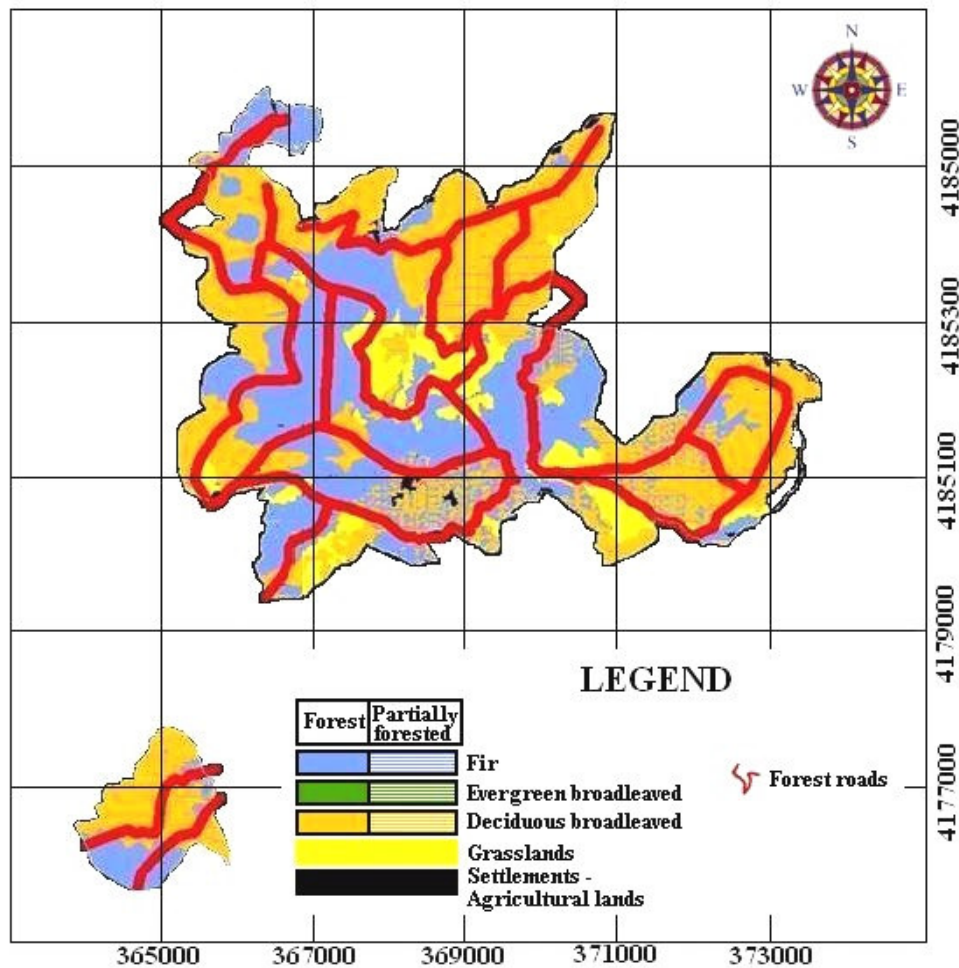 N
W E
S
4185000
4185300
4185100
4179000
4177000
LEGEND
Forest Partially
forested
Fir
Evergreen broadleaved
Deciduous broadleaved
Grasslands
Settlements -
Agricultural lands
Forest roads
365000 367000 369000 371000 373000